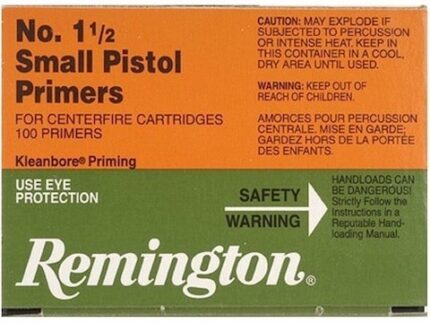 No. 1 1/2
Small Pistol
Primers
FOR CENTERFIRE CARTRIDGES
100 PRIMERS
Kleanbore® Priming
CAUTION: MAY EXPLODE IF
SUBJECTED TO PERCUSSION
OR INTENSE HEAT. KEEP IN
THIS CONTAINER IN A COOL,
DRY AREA UNTIL USED.
WARNING: KEEP OUT OF
REACH OF CHILDREN.
AMORCES POUR PERCUSSION
CENTRALE. MISE EN GARDE;
GARDEZ HORS DE LA PORTÉE
DES ENFANTS.
USE EYE
PROTECTION
SAFETY
WARNING
HANDLOADS CAN
BE DANGEROUS!
Strictly Follow the
Instructions in a
Reputable Hand-
loading Manual.
Remington®